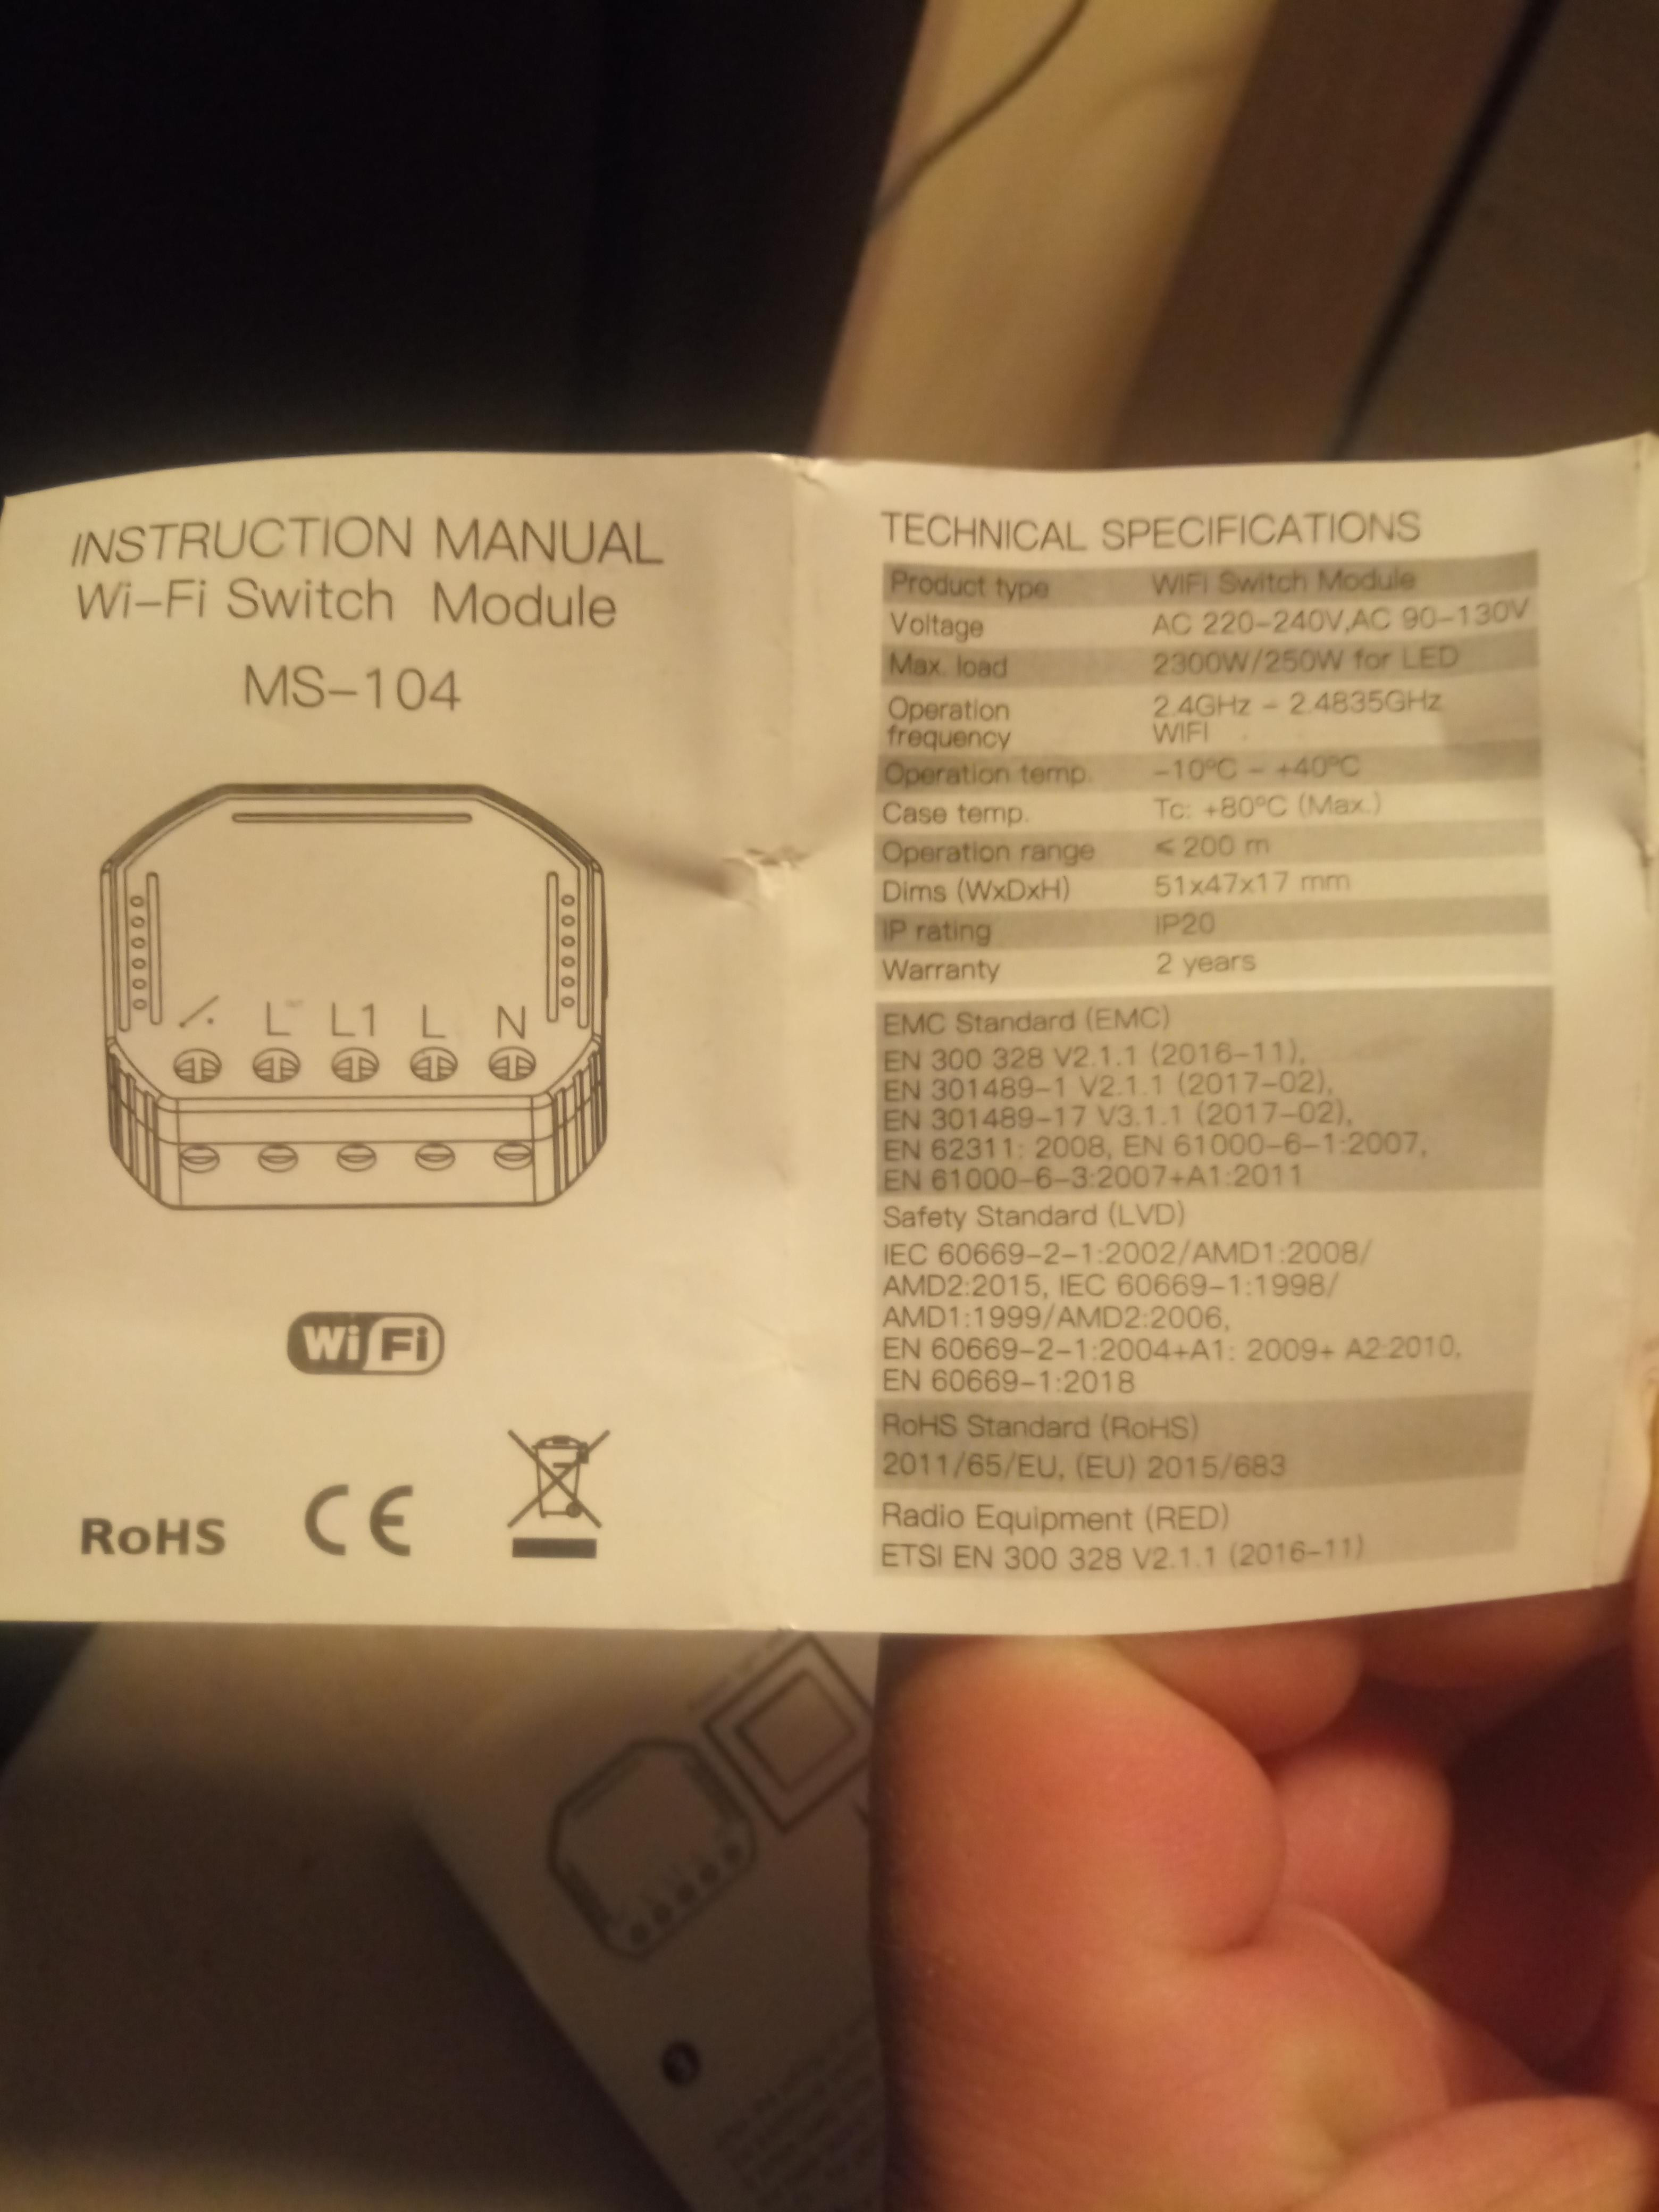 INSTRUCTION MANUAL
Wi-Fi Switch Module
MS-104
L L1 L N
WiFi
RoHS CE
TECHNICAL SPECIFICATIONS
Product type WIFI Switch Module
Voltage AC 220-240V,AC 90-130V
Max. load 2300W/250W for LED
Operation frequency 2.4GHz - 2.4835GHz
WIFI
Operation temp. -10°C - +40°C
Case temp. Tc: +80°C (Max.)
Operation range ≤ 200 m
Dims (WxDxH) 51x47x17 mm
IP rating IP20
Warranty 2 years
EMC Standard (EMC)
EN 300 328 V2.1.1 (2016-11),
EN 301489-1 V2.1.1 (2017-02),
EN 301489-17 V3.1.1 (2017-02),
EN 62311: 2008, EN 61000-6-1:2007,
EN 61000-6-3:2007+A1:2011
Safety Standard (LVD)
IEC 60669-2-1:2002/AMD1:2008/
AMD2:2015, IEC 60669-1:1998/
AMD1:1999/AMD2:2006,
EN 60669-2-1:2004+A1: 2009+ A2:2010,
EN 60669-1:2018
RoHS Standard (RoHS)
2011/65/EU, (EU) 2015/683
Radio Equipment (RED)
ETSI EN 300 328 V2.1.1 (2016-11)